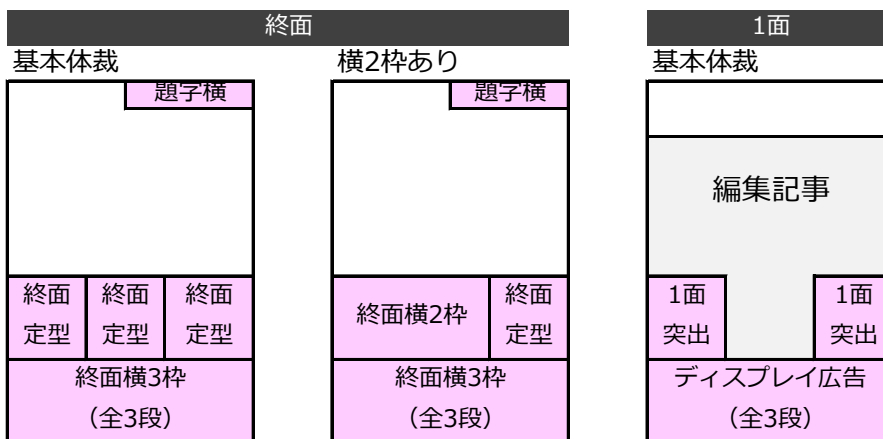 終面
1面
基本体裁
横2枠あり
基本体裁
題字横
題字横
編集記事
終面
定型
終面
定型
終面
定型
終面横2枠
終面
定型
1面
突出
1面
突出
終面横3枠
（全3段）
終面横3枠
（全3段）
ディスプレイ広告
（全3段）